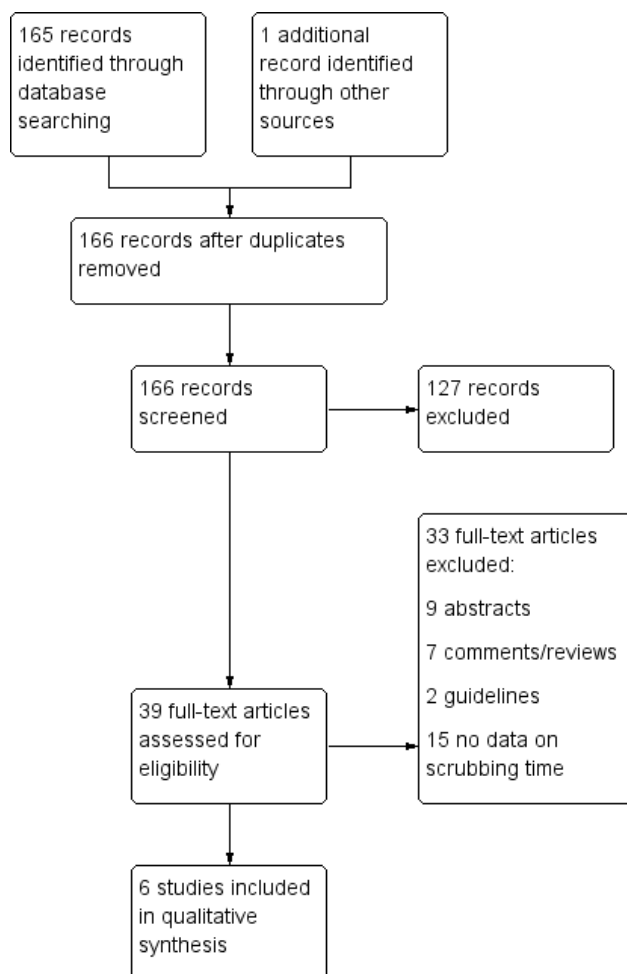 165 records
identified through
database
searching
1 additional
record identified
through other
sources
166 records after duplicates
removed
166 records
screened
127 records
excluded
33 full-text articles
excluded:
9 abstracts
7 comments/reviews
2 guidelines
15 no data on
scrubbing time
39 full-text articles
assessed for
eligibility
6 studies included
in qualitative
synthesis